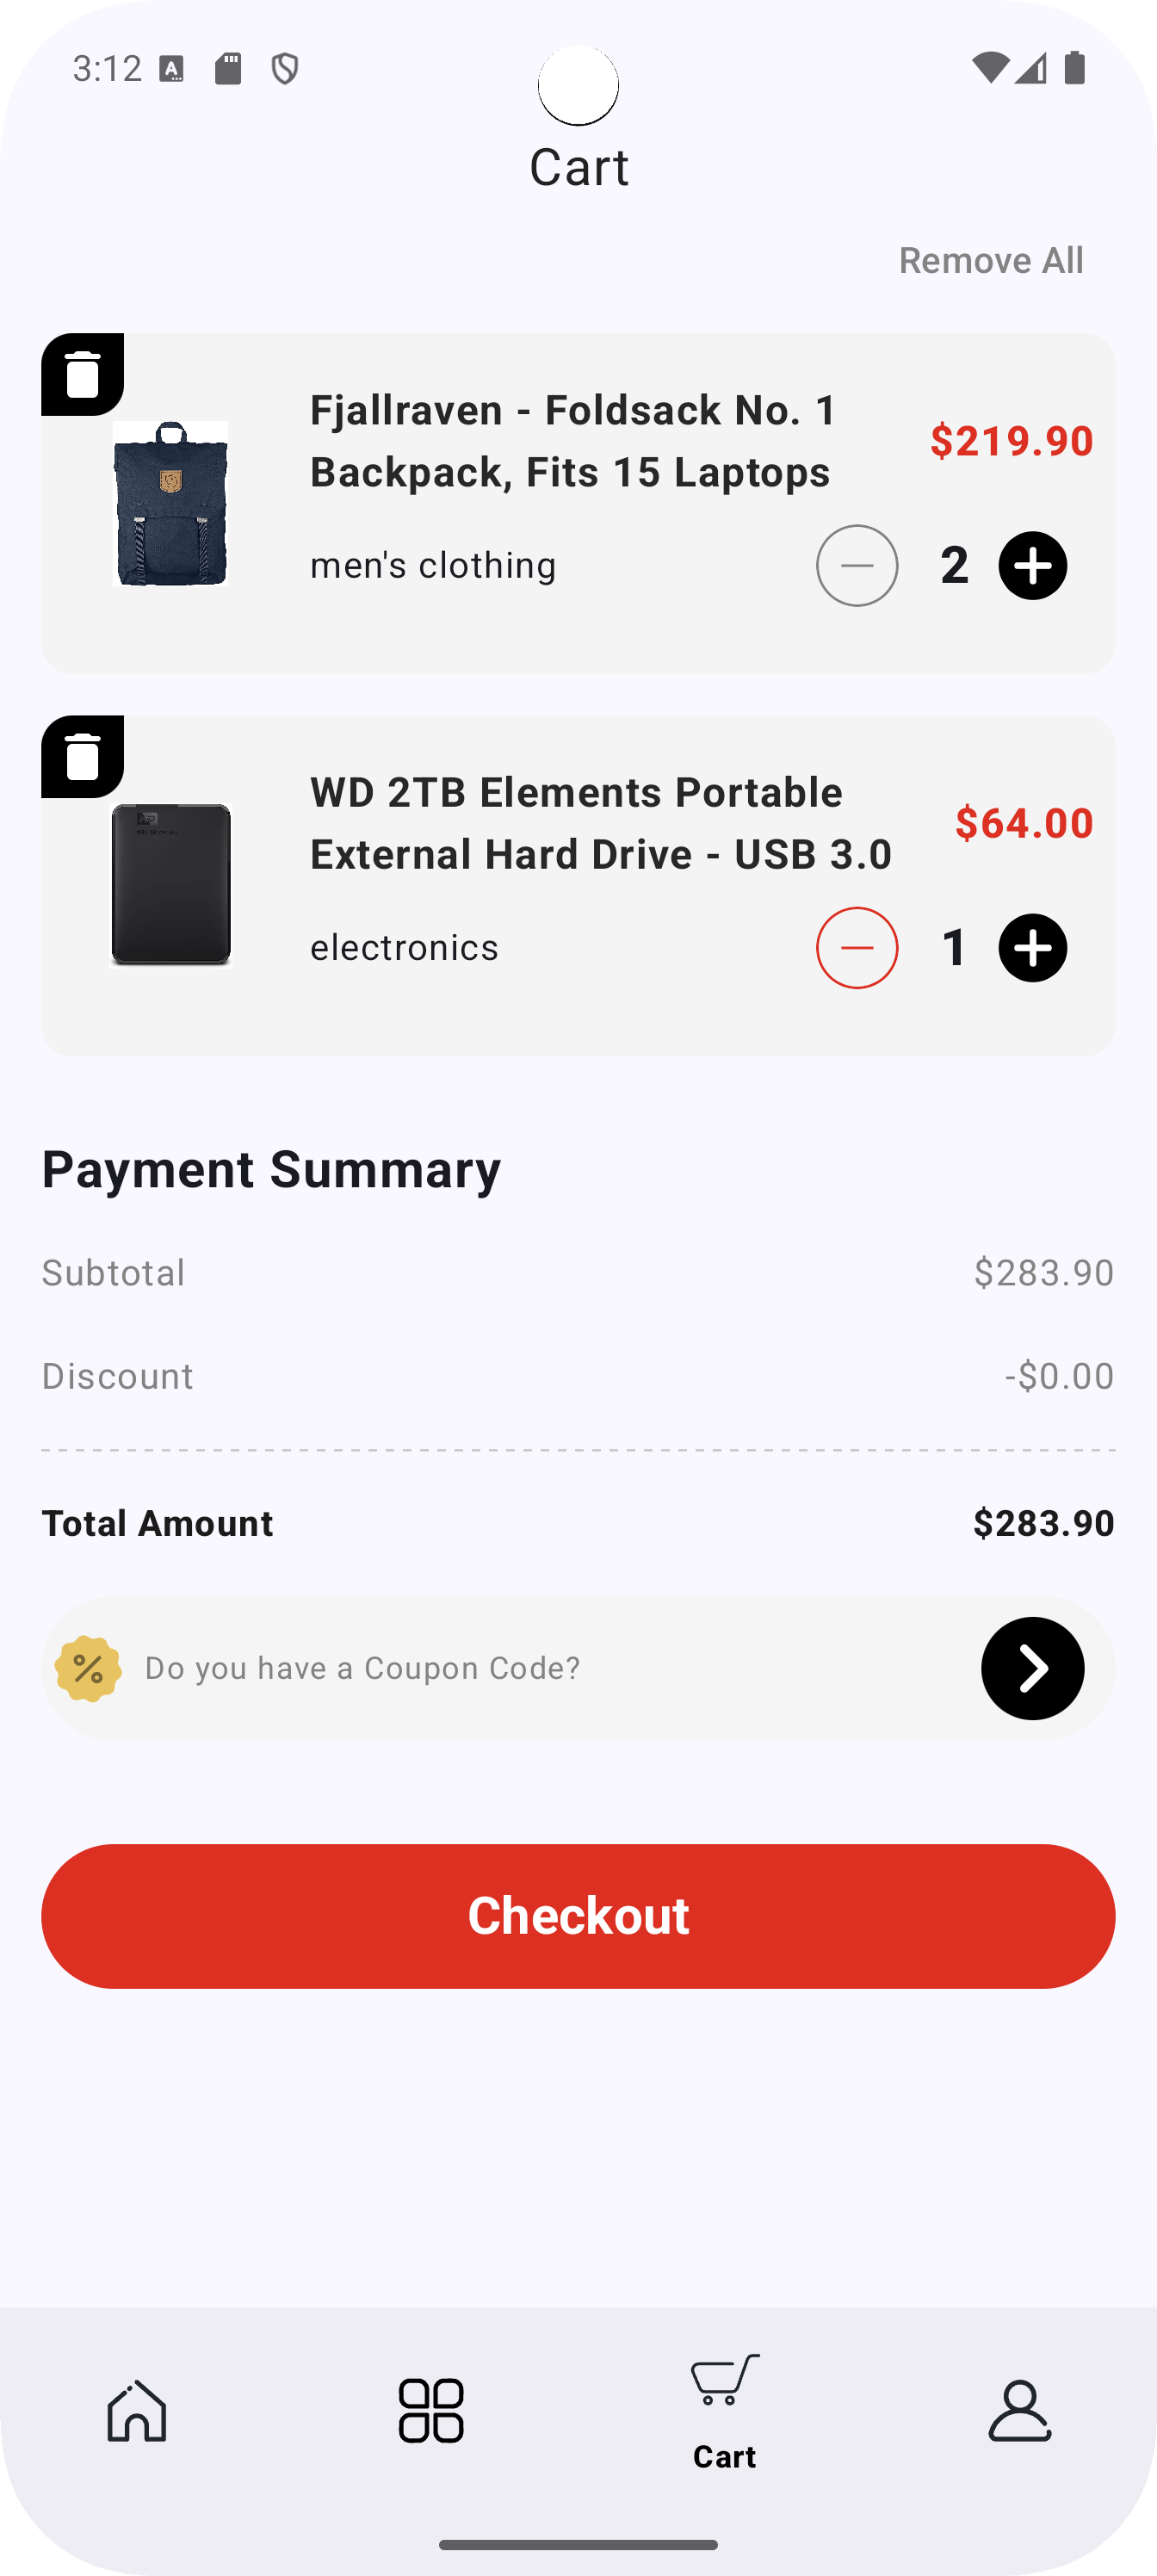 3:12
Cart
Remove All
Fjallraven - Foldsack No. 1
Backpack, Fits 15 Laptops
$219.90
men's clothing
2
WD 2TB Elements Portable
External Hard Drive - USB 3.0
$64.00
electronics
1
Payment Summary
Subtotal $283.90
Discount -$0.00
Total Amount $283.90
Do you have a Coupon Code?
Checkout
Cart